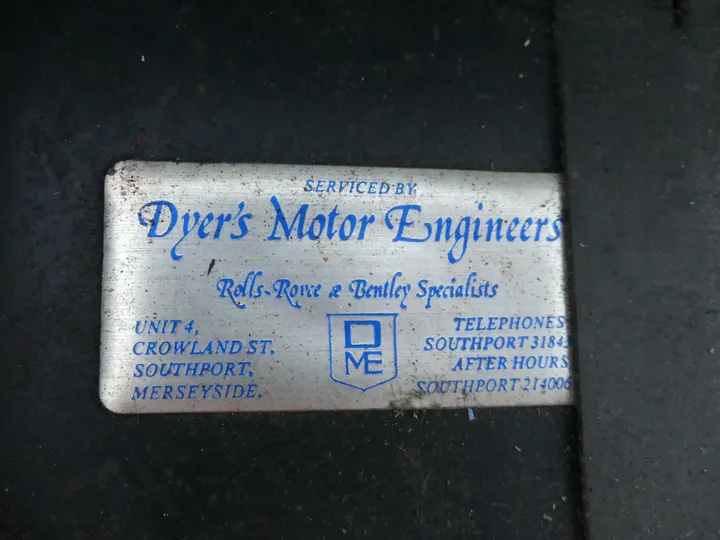 SERVICED BY
Dyer's Motor Engineers
Rolls-Royce & Bentley Specialists
UNIT 4,
CROWLAND ST.
SOUTHPORT,
MERSEYSIDE.
D
ME
TELEPHONES
SOUTHPORT 3184
AFTER HOURS
SOUTHPORT 214006